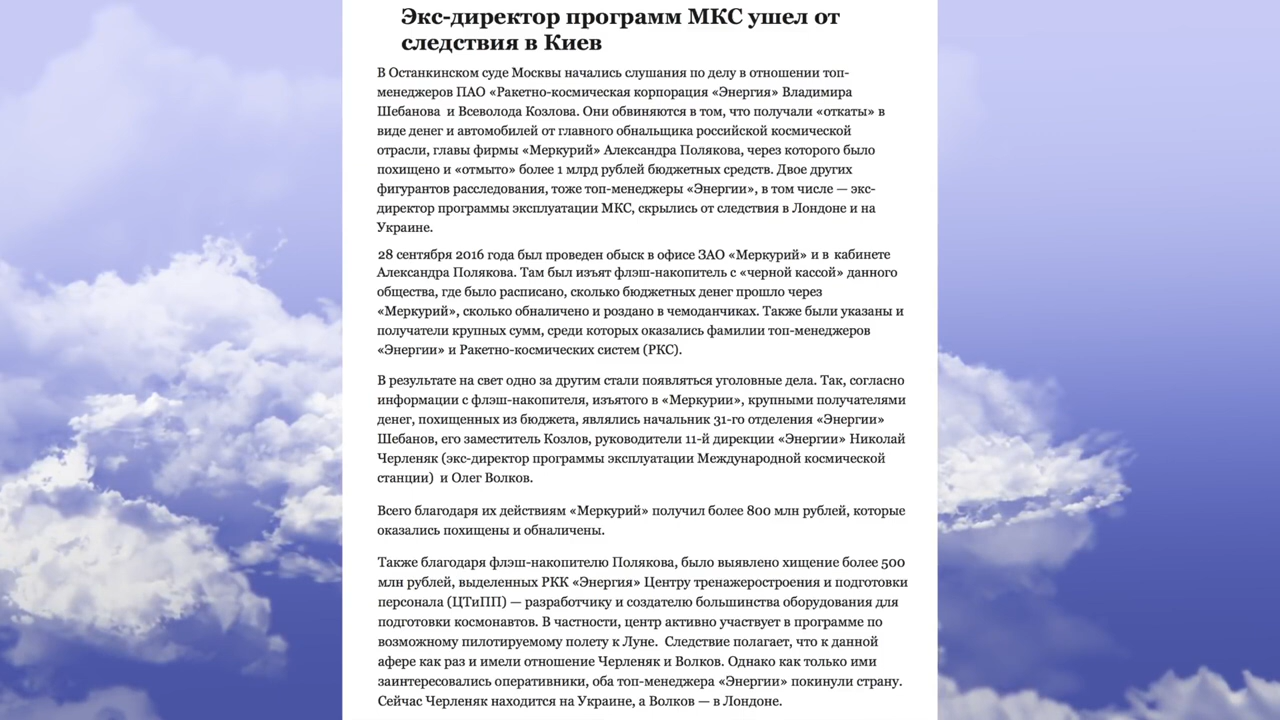 Экс-директор программ МКС ушел от
следствия в Киев
В Останкинском суде Москвы начались слушания по делу в отношении топ-
менеджеров ПАО «Ракетно-космическая корпорация «Энергия» Владимира
Шебанова и Всеволода Козлова. Они обвиняются в том, что получали «откаты» в
виде денег и автомобилей от главного обнальщика российской космической
отрасли, главы фирмы «Меркурий» Александра Полякова, через которого было
похищено и «отмыто» более 1 млрд рублей бюджетных средств. Двое других
фигурантов расследования, тоже топ-менеджеры «Энергии», в том числе — экс-
директор программы эксплуатации МКС, скрылись от следствия в Лондоне и на
Украине.
28 сентября 2016 года был проведен обыск в офисе ЗАО «Меркурий» и в кабинете
Александра Полякова. Там был изъят флэш-накопитель с «черной кассой» данного
общества, где было расписано, сколько бюджетных денег прошло через
«Меркурий», сколько обналичено и роздано в чемоданчиках. Также были указаны и
получатели крупных сумм, среди которых оказались фамилии топ-менеджеров
«Энергии» и Ракетно-космических систем (РКС).
В результате на свет одно за другим стали появляться уголовные дела. Так, согласно
информации с флэш-накопителя, изъятого в «Меркурии», крупными получателями
денег, похищенных из бюджета, являлись начальник 31-го отделения «Энергии»
Шебанов, его заместитель Козлов, руководители 11-й дирекции «Энергии» Николай
Черленяк (экс-директор программы эксплуатации Международной космической
станции) и Олег Волков.
Всего благодаря их действиям «Меркурий» получил более 800 млн рублей, которые
оказались похищены и обналичены.
Также благодаря флэш-накопителю Полякова, было выявлено хищение более 500
млн рублей, выделенных РКК «Энергия» Центру тренажеростроения и подготовки
персонала (ЦТиПП) — разработчику и создателю большинства оборудования для
подготовки космонавтов. В частности, центр активно участвует в программе по
возможному пилотируемому полету к Луне. Следствие полагает, что к данной
афере как раз и имели отношение Черленяк и Волков. Однако как только ими
заинтересовались оперативники, оба топ-менеджера «Энергии» покинули страну.
Сейчас Черленяк находится на Украине, а Волков — в Лондоне.